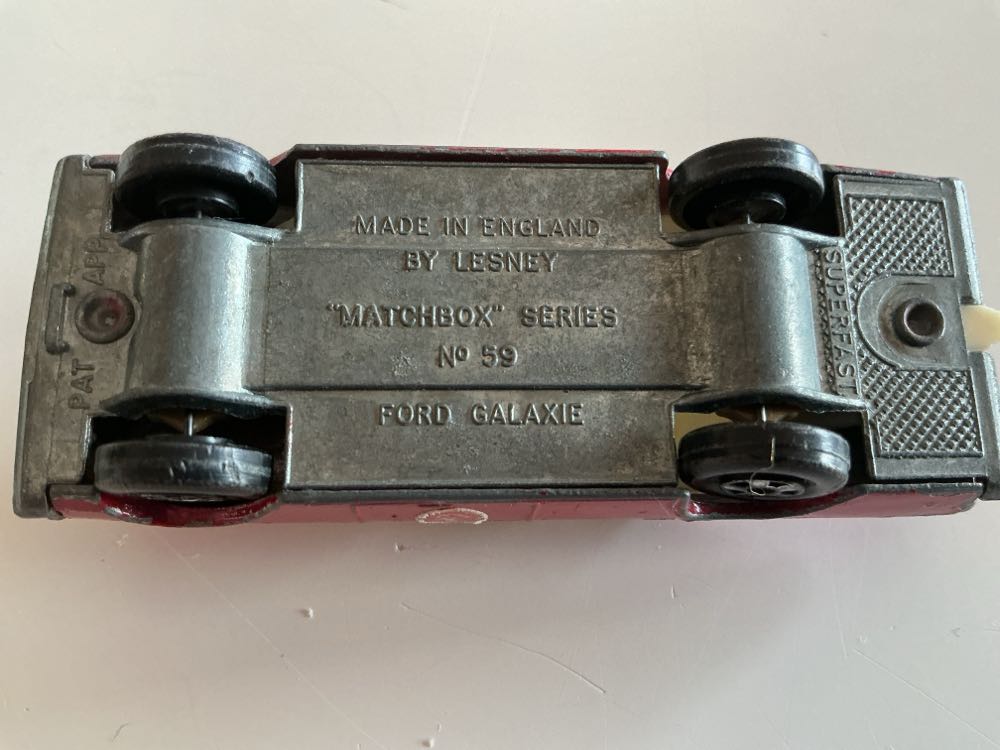 MADE IN ENGLAND
BY LESNEY
"MATCHBOX" SERIES
Nº 59
FORD GALAXIE
PAT APP
SUPERFAST